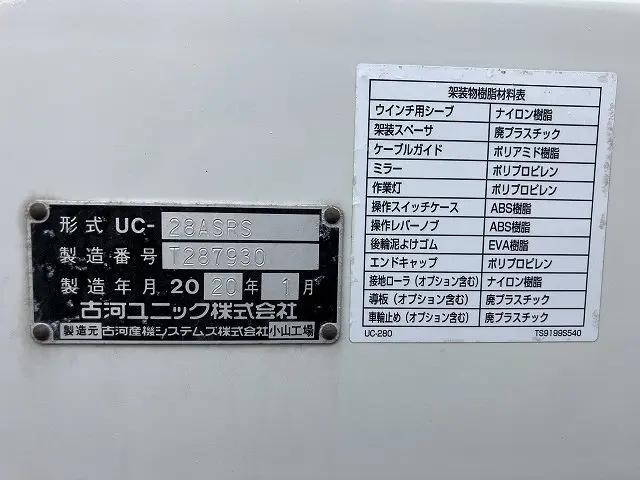 形式 UC-28ASRS
製造番号 T287930
製造年月 2020年1月
古河ユニック株式会社
製造元 古河産機システムズ株式会社 小山工場
架装物樹脂材料表
ウインチ用シーブ ナイロン樹脂
架装スペーサ 廃プラスチック
ケーブルガイド ポリアミド樹脂
ミラー ポリプロピレン
作業灯 ポリプロピレン
操作スイッチケース ABS樹脂
操作レバーノブ ABS樹脂
後輪泥よけゴム EVA樹脂
エンドキャップ ポリプロピレン
接地ローラ (オプション含む) ナイロン樹脂
導板 (オプション含む) 廃プラスチック
車輪止め (オプション含む) 廃プラスチック
UC-280 TS9199S540